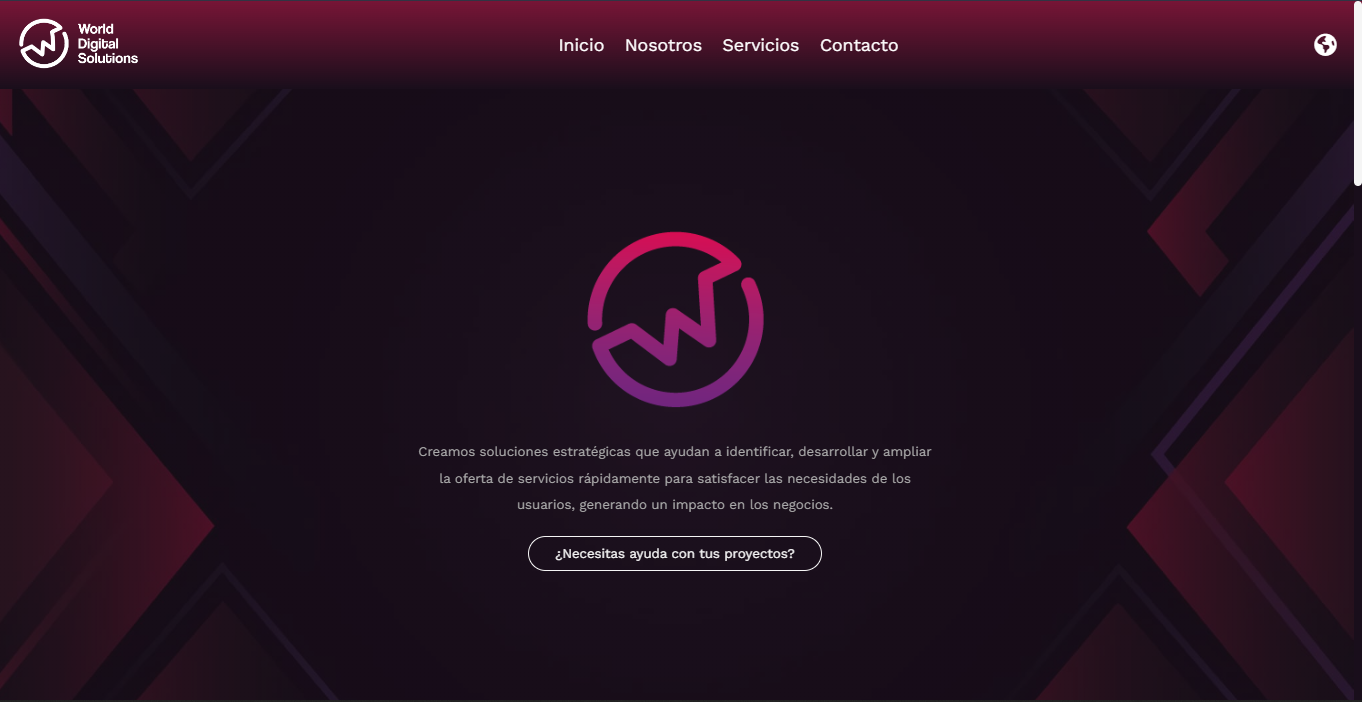 World
Digital
Solutions
Inicio Nosotros Servicios Contacto
Creamos soluciones estratégicas que ayudan a identificar, desarrollar y ampliar
la oferta de servicios rápidamente para satisfacer las necesidades de los
usuarios, generando un impacto en los negocios.
¿Necesitas ayuda con tus proyectos?